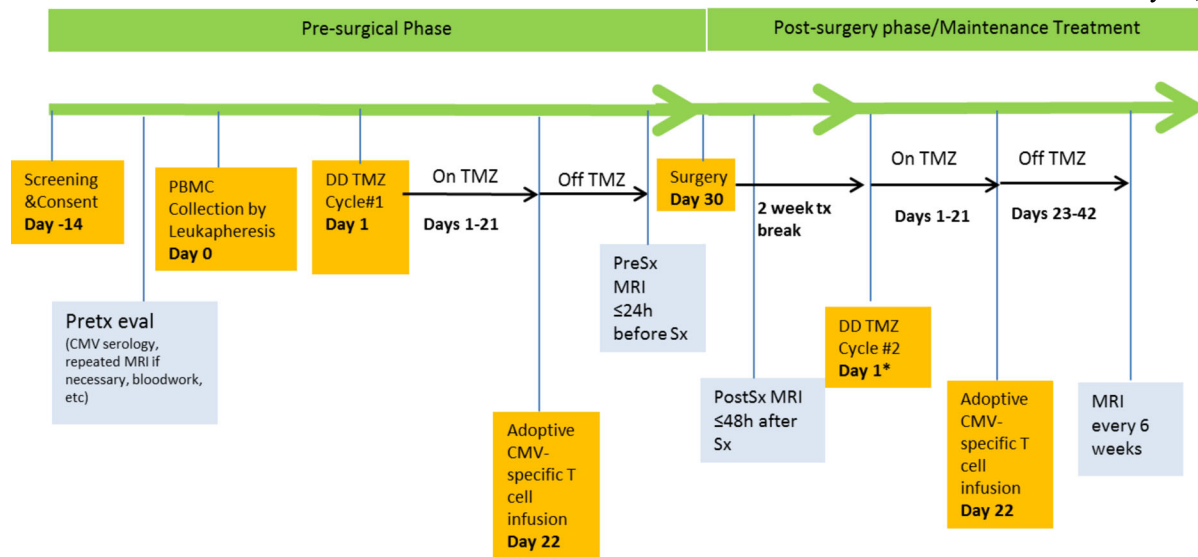 Pre-surgical Phase
Post-surgery phase/Maintenance Treatment
Screening
&Consent
Day -14
PBMC
Collection by
Leukapheresis
Day 0
DD TMZ
Cycle#1
Day 1
On TMZ
Days 1-21
Off TMZ
Surgery
Day 30
2 week tx
break
On TMZ
Days 1-21
Off TMZ
Days 23-42
Pretx eval
(CMV serology,
repeated MRI if
necessary, bloodwork,
etc)
PreSx
MRI
≤24h
before Sx
DD TMZ
Cycle #2
Day 1*
PostSx MRI
≤48h after
Sx
Adoptive
CMV-
specific T
cell
infusion
Day 22
Adoptive
CMV-
specific T
cell
infusion
Day 22
MRI
every 6
weeks